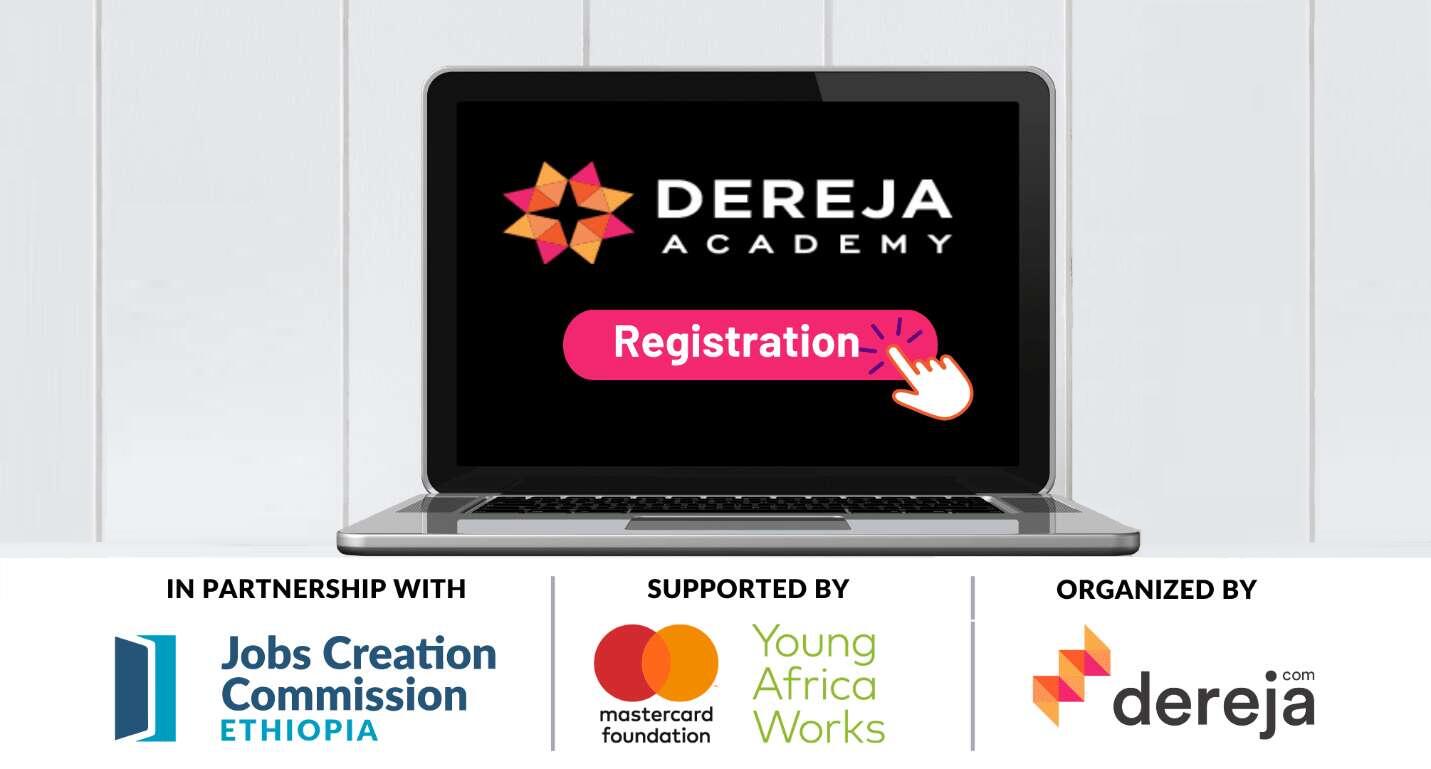 DEREJA
ACADEMY
Registration
IN PARTNERSHIP WITH
Jobs Creation
Commission
ETHIOPIA
SUPPORTED BY
mastercard
foundation
Young
Africa
Works
ORGANIZED BY
dereja
com